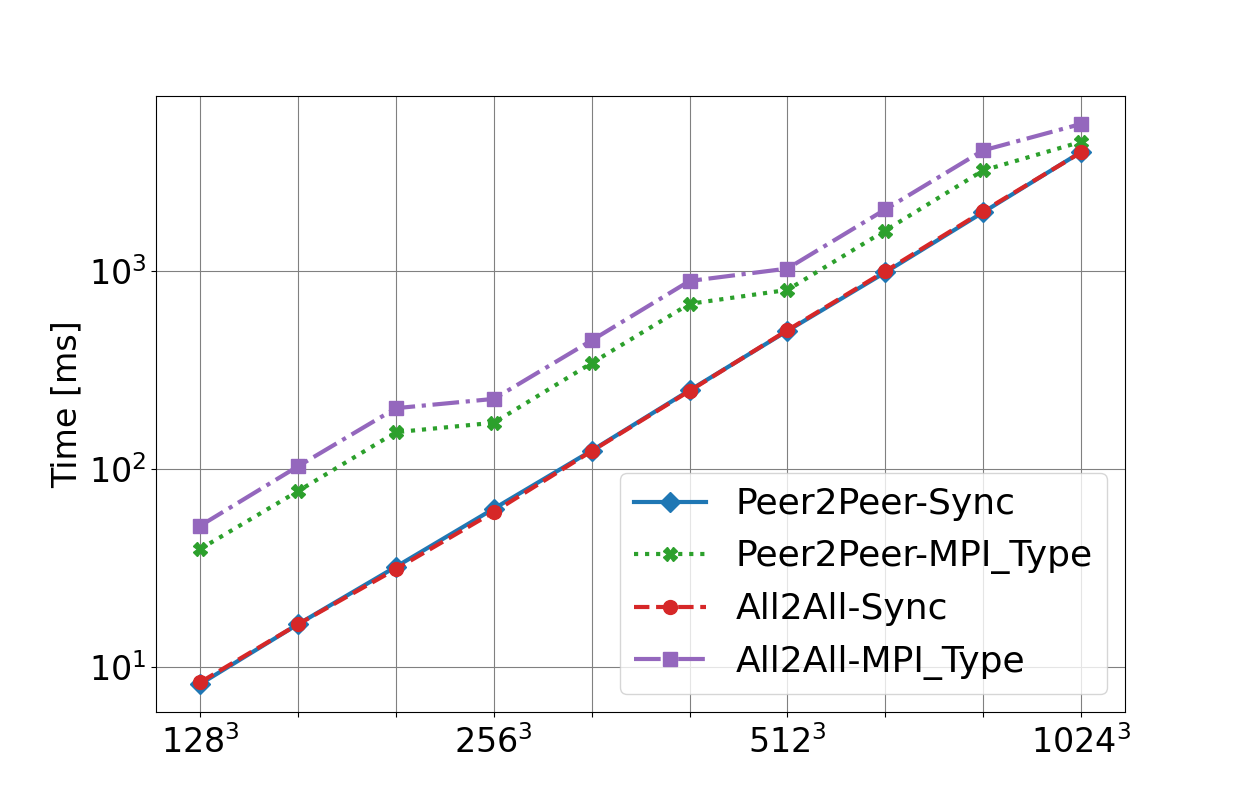 Time [ms]
10³
10²
10¹
128³ 256³ 512³ 1024³
Peer2Peer-Sync
Peer2Peer-MPI_Type
All2All-Sync
All2All-MPI_Type